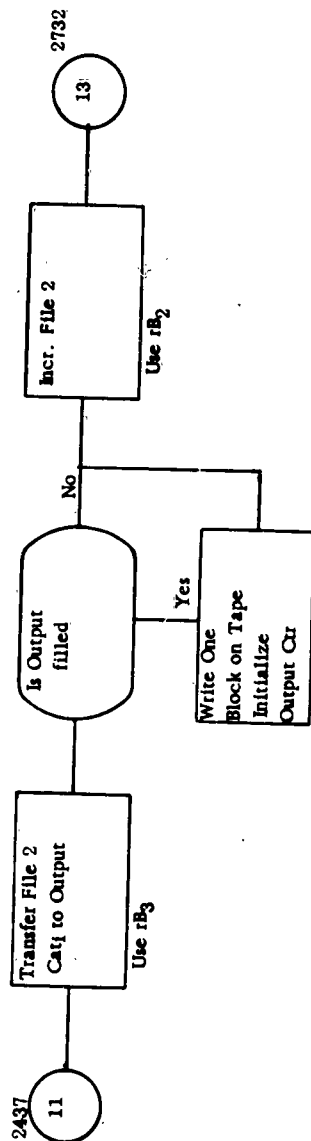 2437
11
Transfer File 2
Cat₁ to Output
Use rB₃
Is Output
filled
Yes
No
Write One
Block on Tape
Initialize
Output Ctr
Incr. File 2
Use rB₂
2732
13